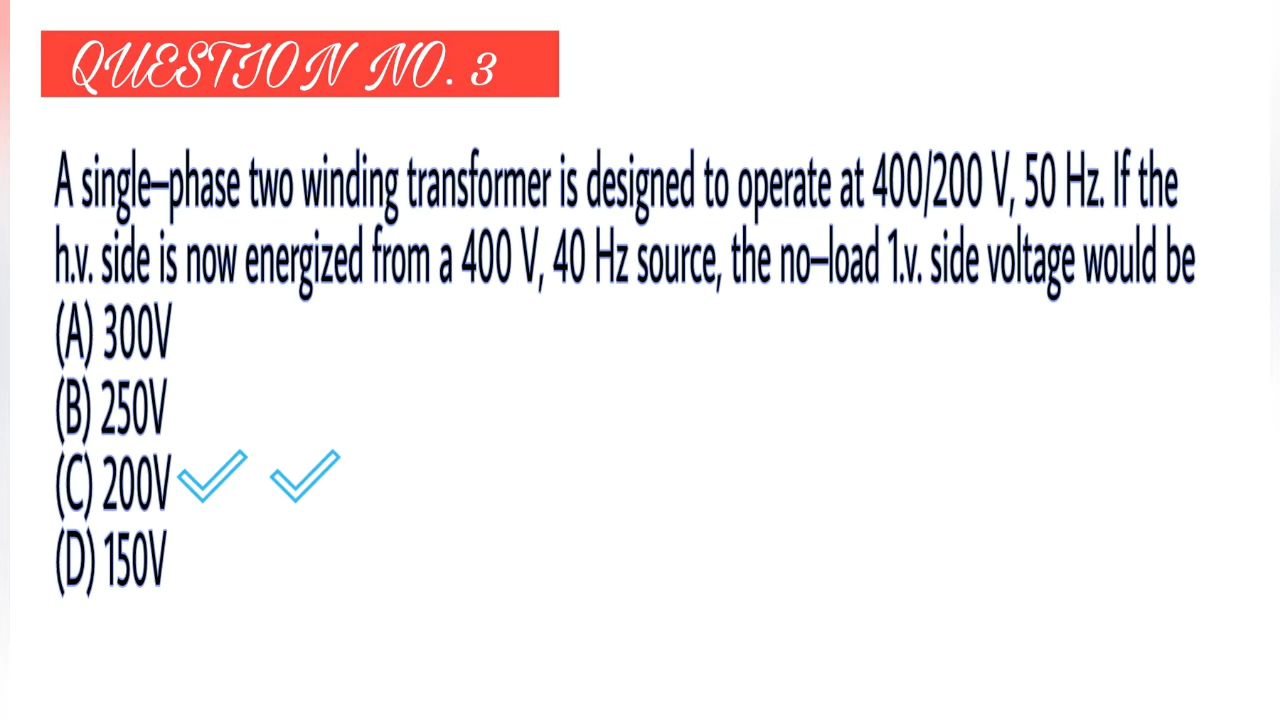 QUESTION NO. 3
A single–phase two winding transformer is designed to operate at 400/200 V, 50 Hz. If the
h.v. side is now energized from a 400 V, 40 Hz source, the no–load 1.v. side voltage would be
(A) 300V
(B) 250V
(C) 200V
(D) 150V